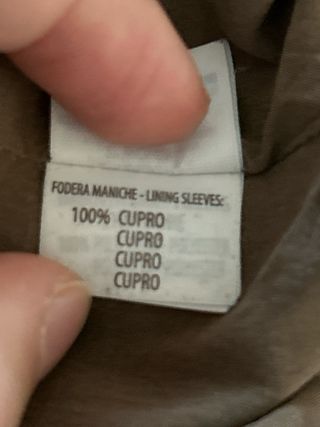 FODERA MANICHE - LINING SLEEVES:
100% CUPRO
CUPRO
CUPRO
CUPRO